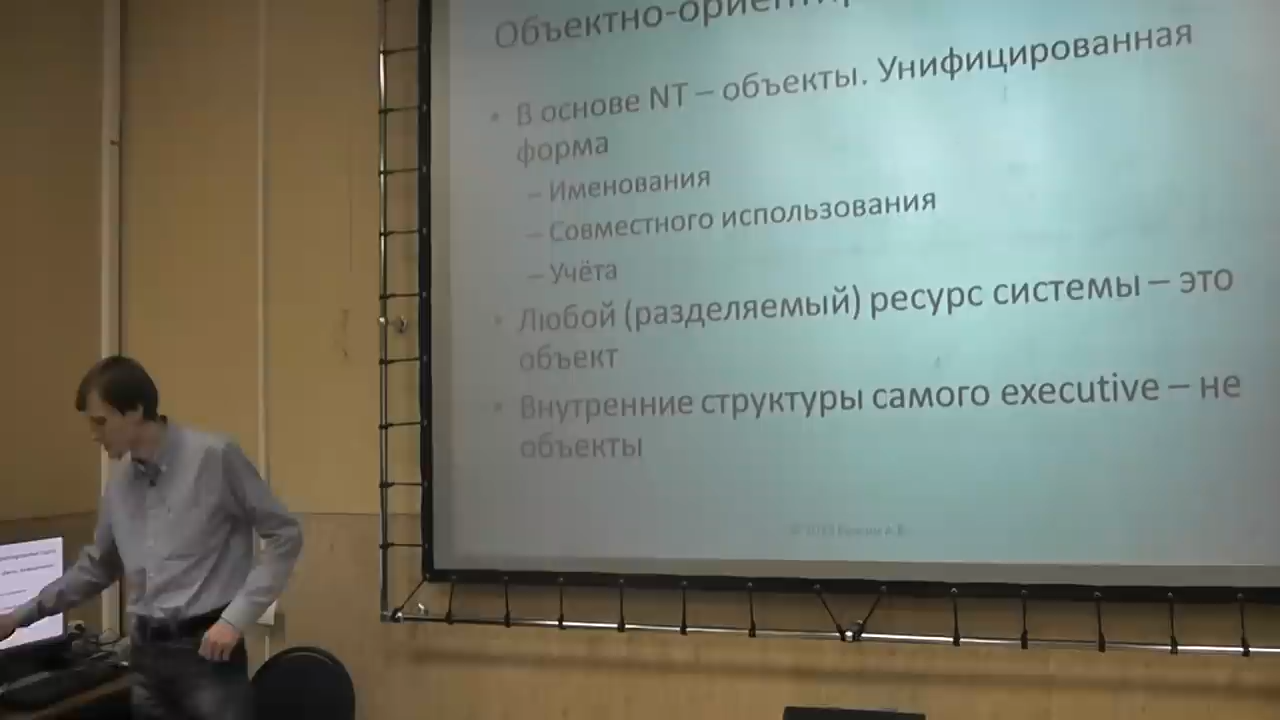 Объектно-ориентир
В основе NT – объекты. Унифицированная
форма
– Именования
– Совместного использования
– Учёта
Любой (разделяемый) ресурс системы – это
объект
Внутренние структуры самого executive – не
объекты